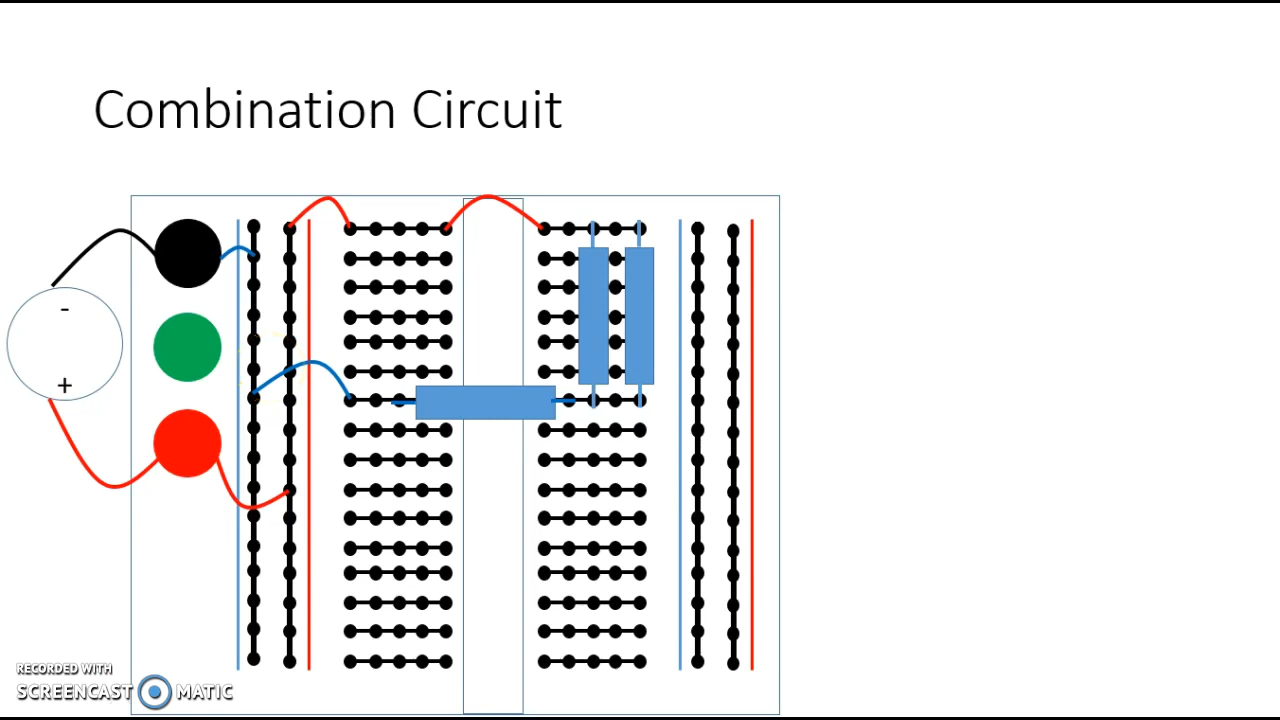 Combination Circuit
-
+
RECORDED WITH
SCREENCAST MATIC